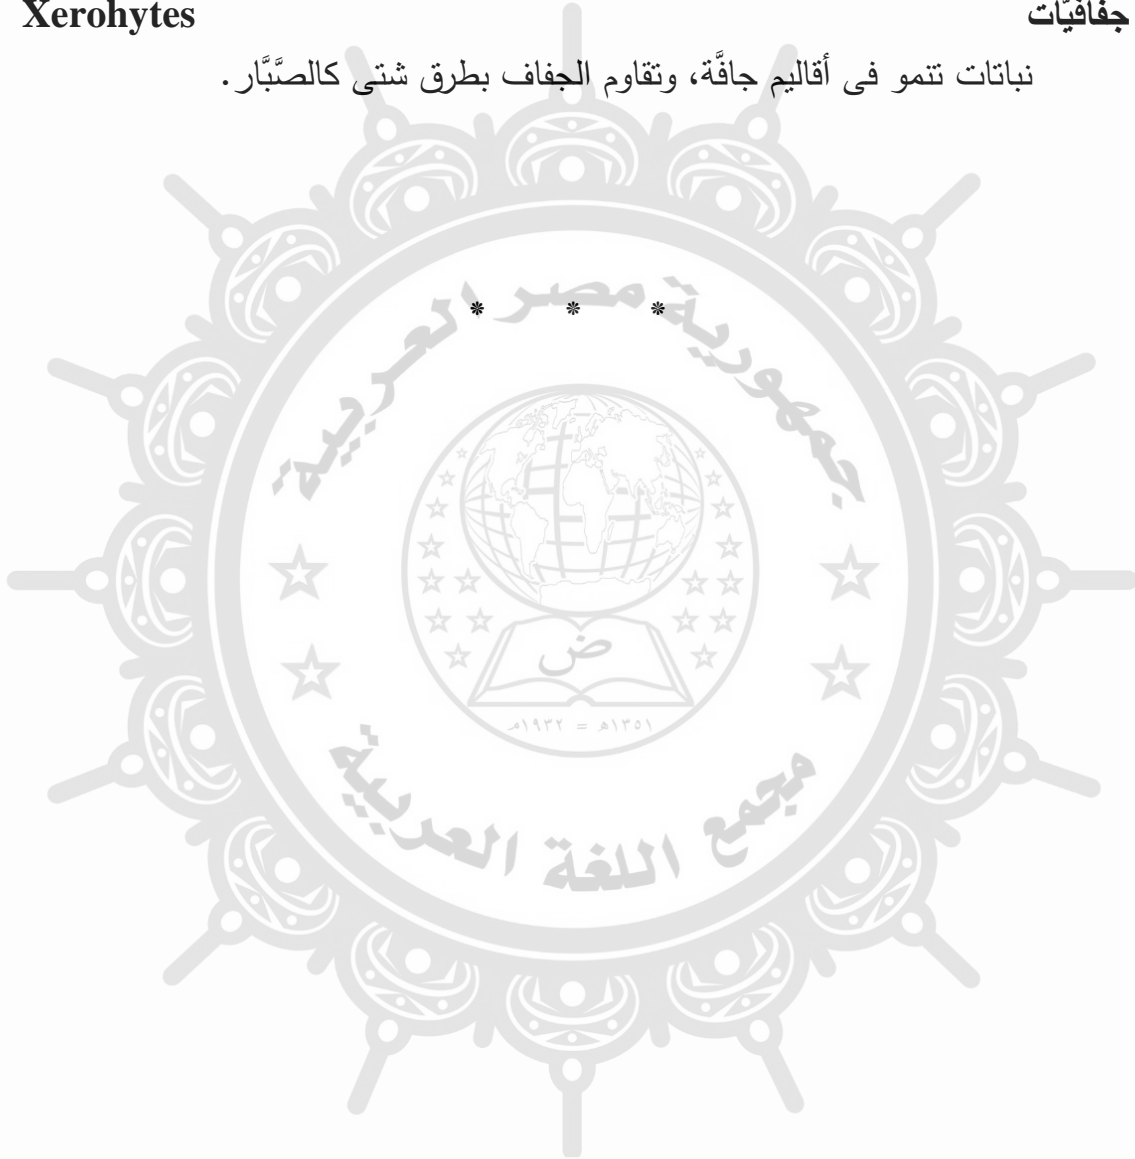 جفافيَّات Xerohytes
نباتات تنمو فى أقاليم جافَّة، وتقاوم الجفاف بطرق شتى كالصَّبَّار.
* * *
جمهورية مصر العربية
ض
١٣٥١هـ = ١٩٣٢م
مجمع اللغة العربية